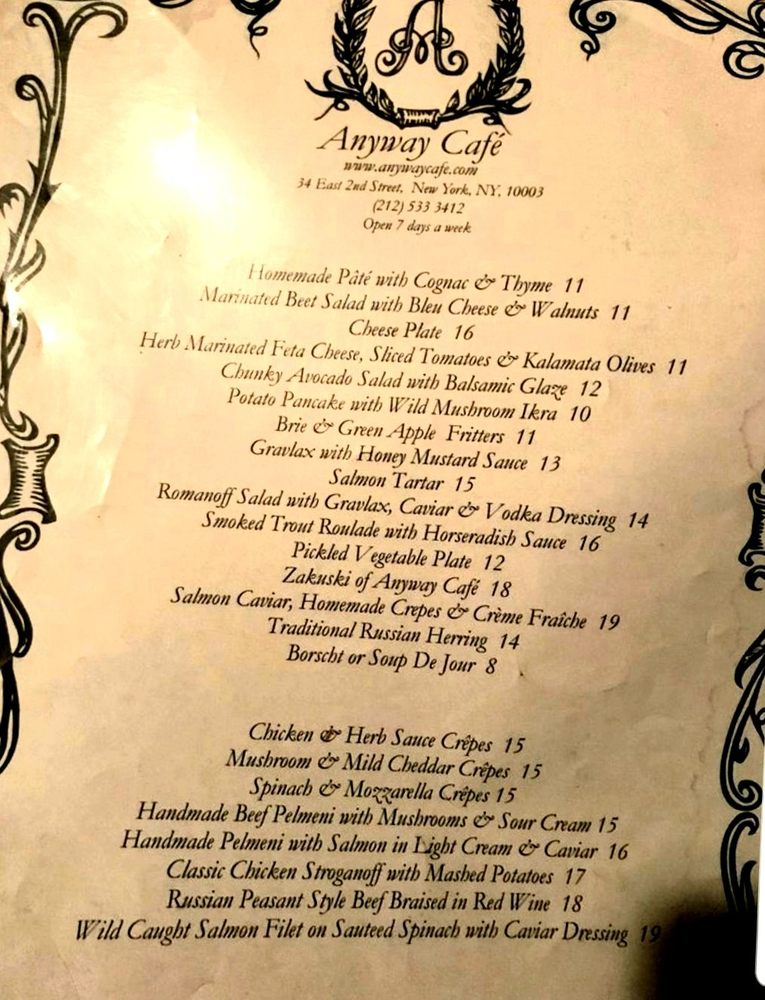 A
Anyway Café
www.anywaycafe.com
34 East 2nd Street, New York, NY, 10003
(212) 533 3412
Open 7 days a week
Homemade Pâté with Cognac & Thyme 11
Marinated Beet Salad with Bleu Cheese & Walnuts 11
Cheese Plate 16
Herb Marinated Feta Cheese, Sliced Tomatoes & Kalamata Olives 11
Chunky Avocado Salad with Balsamic Glaze 12
Potato Pancake with Wild Mushroom Ikra 10
Brie & Green Apple Fritters 11
Gravlax with Honey Mustard Sauce 13
Salmon Tartar 15
Romanoff Salad with Gravlax, Caviar & Vodka Dressing 14
Smoked Trout Roulade with Horseradish Sauce 16
Pickled Vegetable Plate 12
Zakuski of Anyway Café 18
Salmon Caviar, Homemade Crepes & Crème Fraîche 19
Traditional Russian Herring 14
Borscht or Soup De Jour 8
Chicken & Herb Sauce Crêpes 15
Mushroom & Mild Cheddar Crêpes 15
Spinach & Mozzarella Crêpes 15
Handmade Beef Pelmeni with Mushrooms & Sour Cream 15
Handmade Pelmeni with Salmon in Light Cream & Caviar 16
Classic Chicken Stroganoff with Mashed Potatoes 17
Russian Peasant Style Beef Braised in Red Wine 18
Wild Caught Salmon Filet on Sauteed Spinach with Caviar Dressing 19